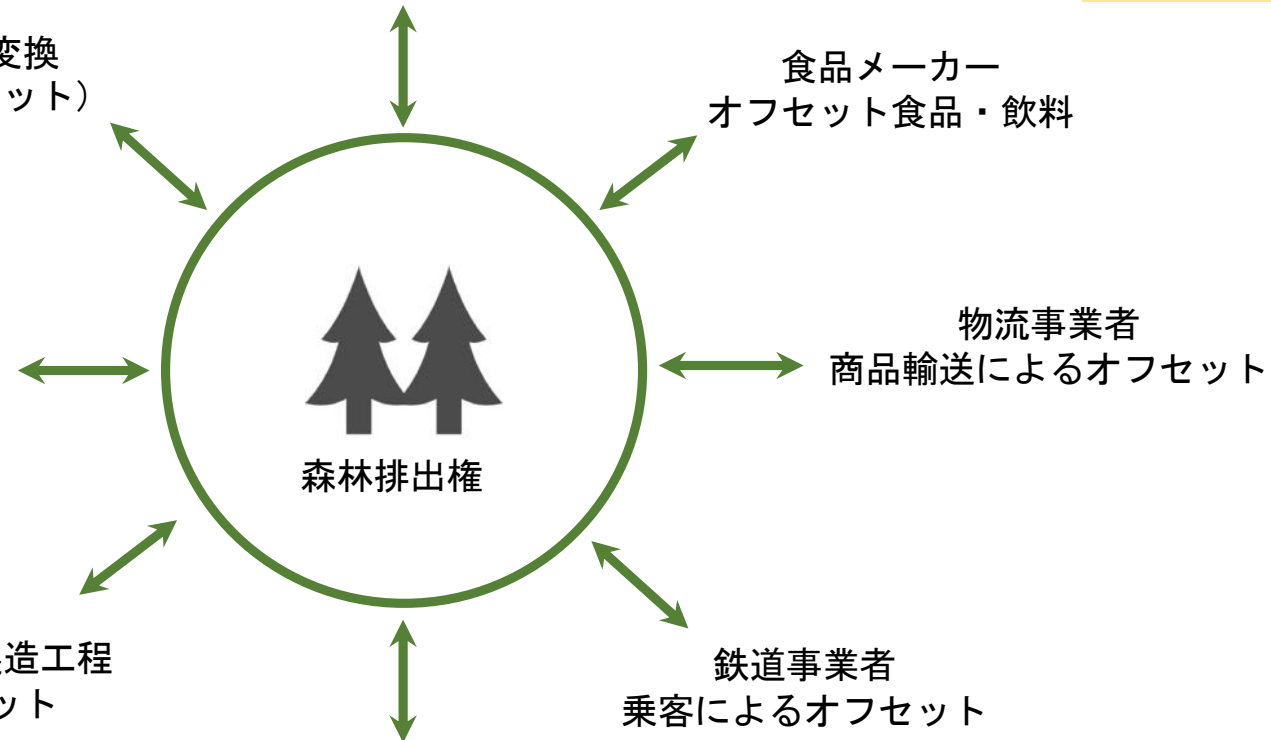 変換
ット）
食品メーカー
オフセット食品・飲料
物流事業者
商品輸送によるオフセット
森林排出権
造工程
ット
鉄道事業者
乗客によるオフセット